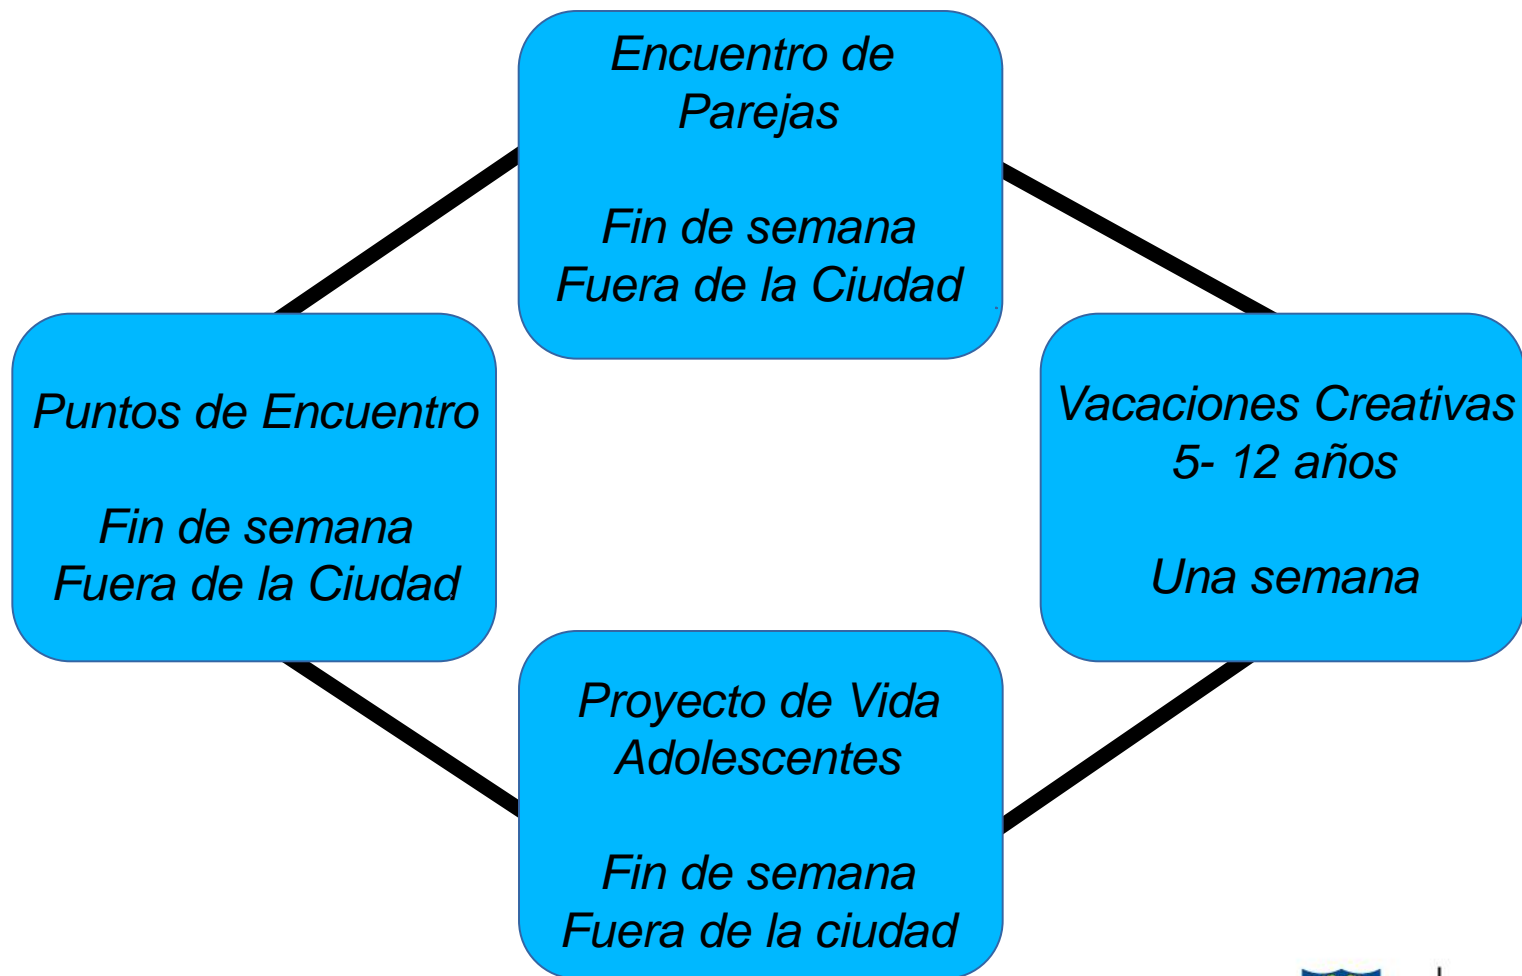 Encuentro de
Parejas
Fin de semana
Fuera de la Ciudad
Puntos de Encuentro
Fin de semana
Fuera de la Ciudad
Vacaciones Creativas
5- 12 años
Una semana
Proyecto de Vida
Adolescentes
Fin de semana
Fuera de la ciudad